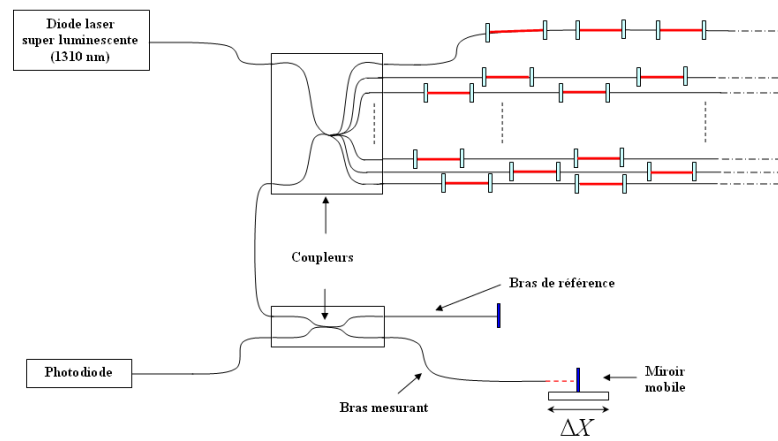 Diode laser
super luminescente
(1310 nm)
Coupleurs
Bras de référence
Photodiode
Bras mesurant
Miroir
mobile
ΔX